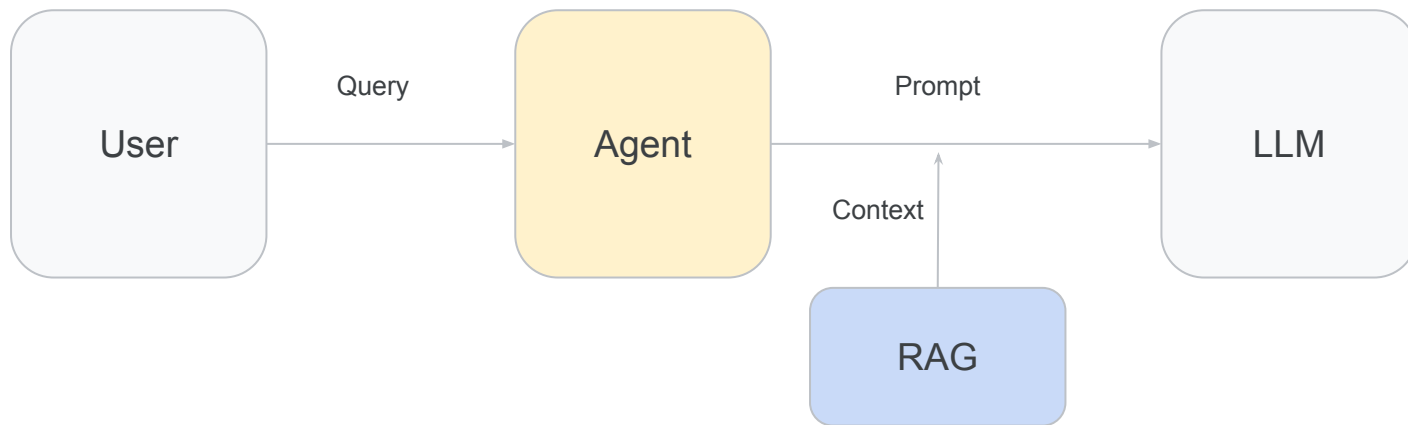 Query
Prompt
User
Agent
LLM
Context
RAG